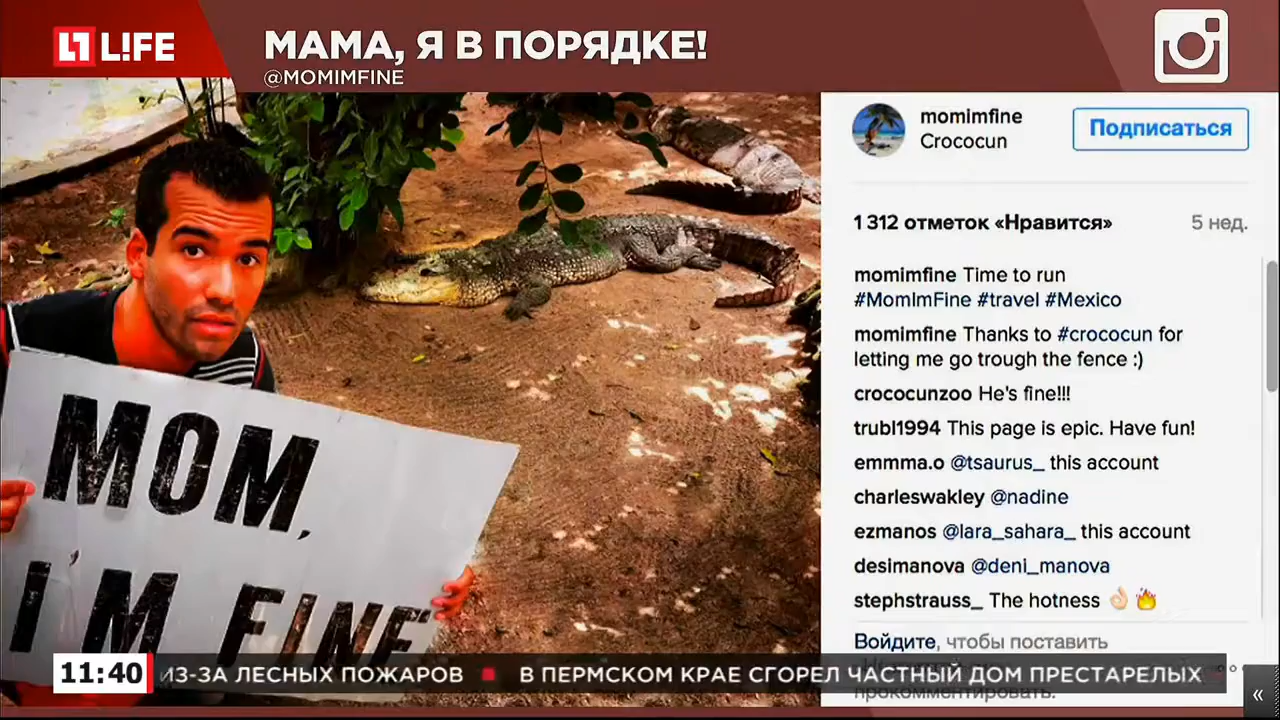 L!FE
МАМА, Я В ПОРЯДКЕ!
@MOMIMFINE
momimfine
Crococun
Подписаться
1 312 отметок «Нравится»
5 нед.
momimfine Time to run
#MomImFine #travel #Mexico
momimfine Thanks to #crococun for
letting me go trough the fence :)
crococunzoo He's fine!!!
trubl1994 This page is epic. Have fun!
emmma.o @tsaurus_ this account
charleswakley @nadine
ezmanos @lara_sahara_ this account
desimanova @deni_manova
stephstrauss_ The hotness 👌🏻🔥
Войдите, чтобы поставить
прокомментировать.
MOM,
I'M FINE
11:40
ИЗ-ЗА ЛЕСНЫХ ПОЖАРОВ ■ В ПЕРМСКОМ КРАЕ СГОРЕЛ ЧАСТНЫЙ ДОМ ПРЕСТАРЕЛЫХ
«